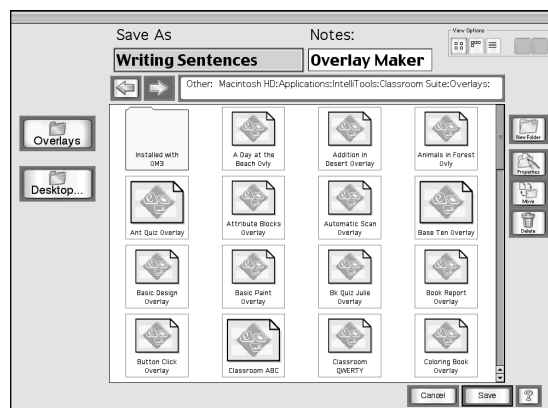 Save As
Notes:
View Options
Writing Sentences
Overlay Maker
Other: Macintosh HD:Applications:IntelliTools:Classroom Suite:Overlays:
Overlays
Desktop...
Installed with
OM3
A Day at the
Beach Ovly
Addition in
Desert Overlay
Animals in Forest
Ovly
Ant Quiz Overlay
Attribute Blocks
Overlay
Automatic Scan
Overlay
Base Ten Overlay
Basic Design
Overlay
Basic Paint
Overlay
Bk Quiz Julie
Overlay
Book Report
Overlay
Button Click
Overlay
Classroom ABC
Classroom
QWERTY
Coloring Book
Overlay
New Folder
Properties
Move
Delete
Cancel
Save
?